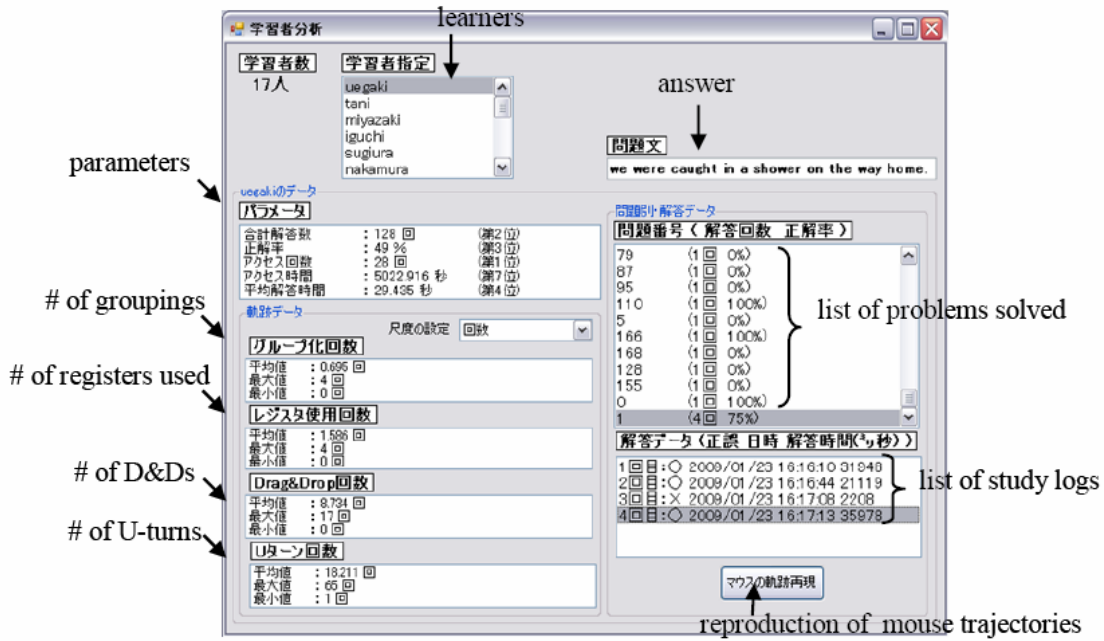 learners
学習者分析
学習者数
学習者指定
17人
uegaki
tani
miyazaki
iguchi
sugiura
nakamura
answer
問題文
we were caught in a shower on the way home.
parameters
uegakiのデータ
パラメータ
合計解答数 : 128 回 (第2位)
正解率 : 49 % (第3位)
アクセス回数 : 28 回 (第1位)
アクセス時間 : 5022.916 秒 (第7位)
平均解答時間 : 29.435 秒 (第4位)
# of groupings
軌跡データ
尺度の設定 回数
グループ化回数
平均値 : 0.695 回
最大値 : 4 回
最小値 : 0 回
# of registers used
レジスタ使用回数
平均値 : 1.586 回
最大値 : 4 回
最小値 : 0 回
# of D&Ds
Drag&Drop回数
平均値 : 8.734 回
最大値 : 17 回
最小値 : 0 回
# of U-turns
Uターン回数
平均値 : 18.211 回
最大値 : 65 回
最小値 : 1 回
問題別解答データ
問題番号 ( 解答回数 正解率 )
79 (1回 0%)
87 (1回 0%)
95 (1回 0%)
110 (1回 100%)
5 (1回 0%)
166 (1回 100%)
168 (1回 0%)
128 (1回 0%)
155 (1回 0%)
0 (1回 100%)
1 (4回 75%)
list of problems solved
解答データ(正誤 日時 解答時間(ミリ秒))
1回目:○ 2009/01/23 16:16:10 31948
2回目:○ 2009/01/23 16:16:44 21119
3回目:× 2009/01/23 16:17:08 2208
4回目:○ 2009/01/23 16:17:13 35978
list of study logs
マウスの軌跡再現
reproduction of mouse trajectories